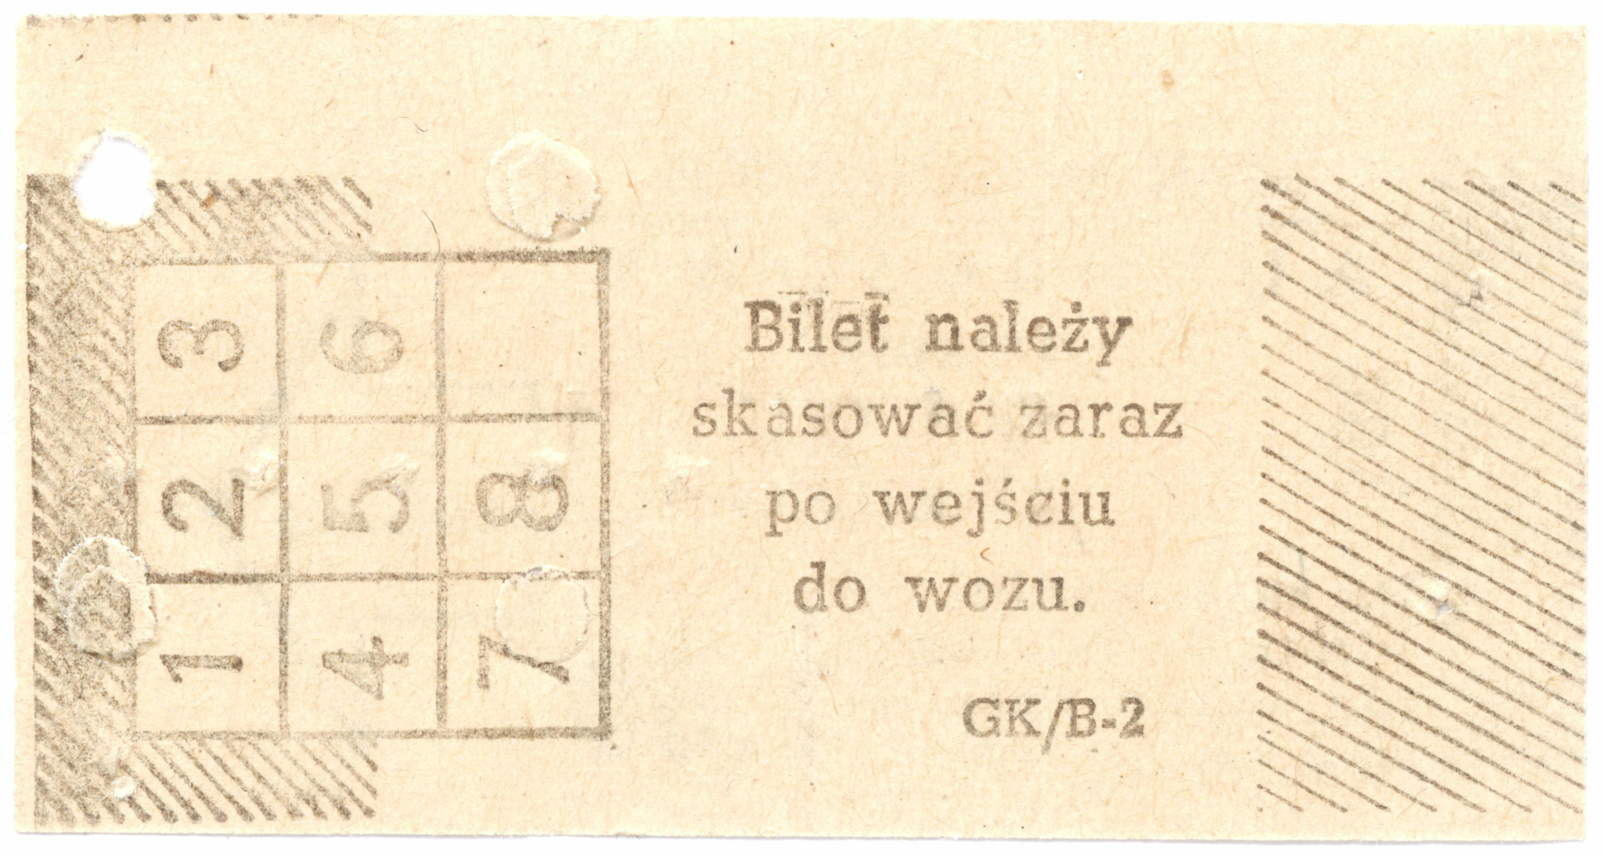 3 6
2 5 8
1 4 7
Bilet należy
skasować zaraz
po wejściu
do wozu.
GK/B-2